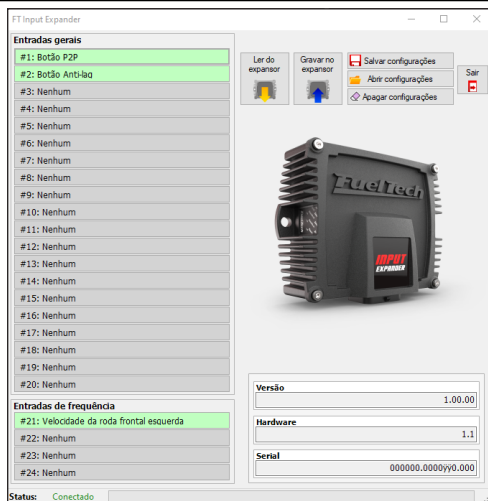 FT Input Expander
Entradas gerais
#1: Botão P2P
#2: Botão Anti-lag
#3: Nenhum
#4: Nenhum
#5: Nenhum
#6: Nenhum
#7: Nenhum
#8: Nenhum
#9: Nenhum
#10: Nenhum
#11: Nenhum
#12: Nenhum
#13: Nenhum
#14: Nenhum
#15: Nenhum
#16: Nenhum
#17: Nenhum
#18: Nenhum
#19: Nenhum
#20: Nenhum
Entradas de frequência
#21: Velocidade da roda frontal esquerda
#22: Nenhum
#23: Nenhum
#24: Nenhum
Ler do
expansor
Gravar no
expansor
Salvar configurações
Abrir configurações
Apagar configurações
Sair
FuelTech
INPUT
EXPANDER
Versão
1.00.00
Hardware
1.1
Serial
000000.0000ÿÿ0.000
Status: Conectado